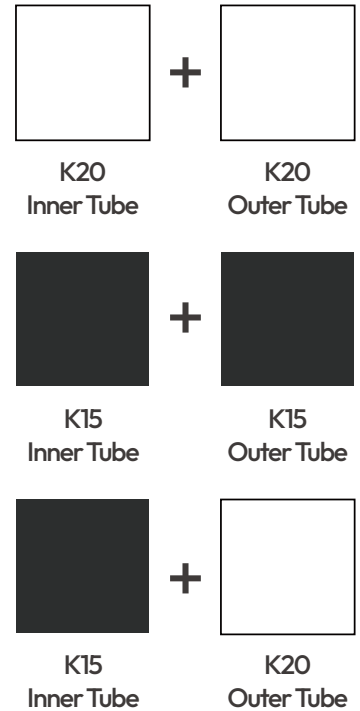 +
K20
Inner Tube
K20
Outer Tube
+
K15
Inner Tube
K15
Outer Tube
+
K15
Inner Tube
K20
Outer Tube